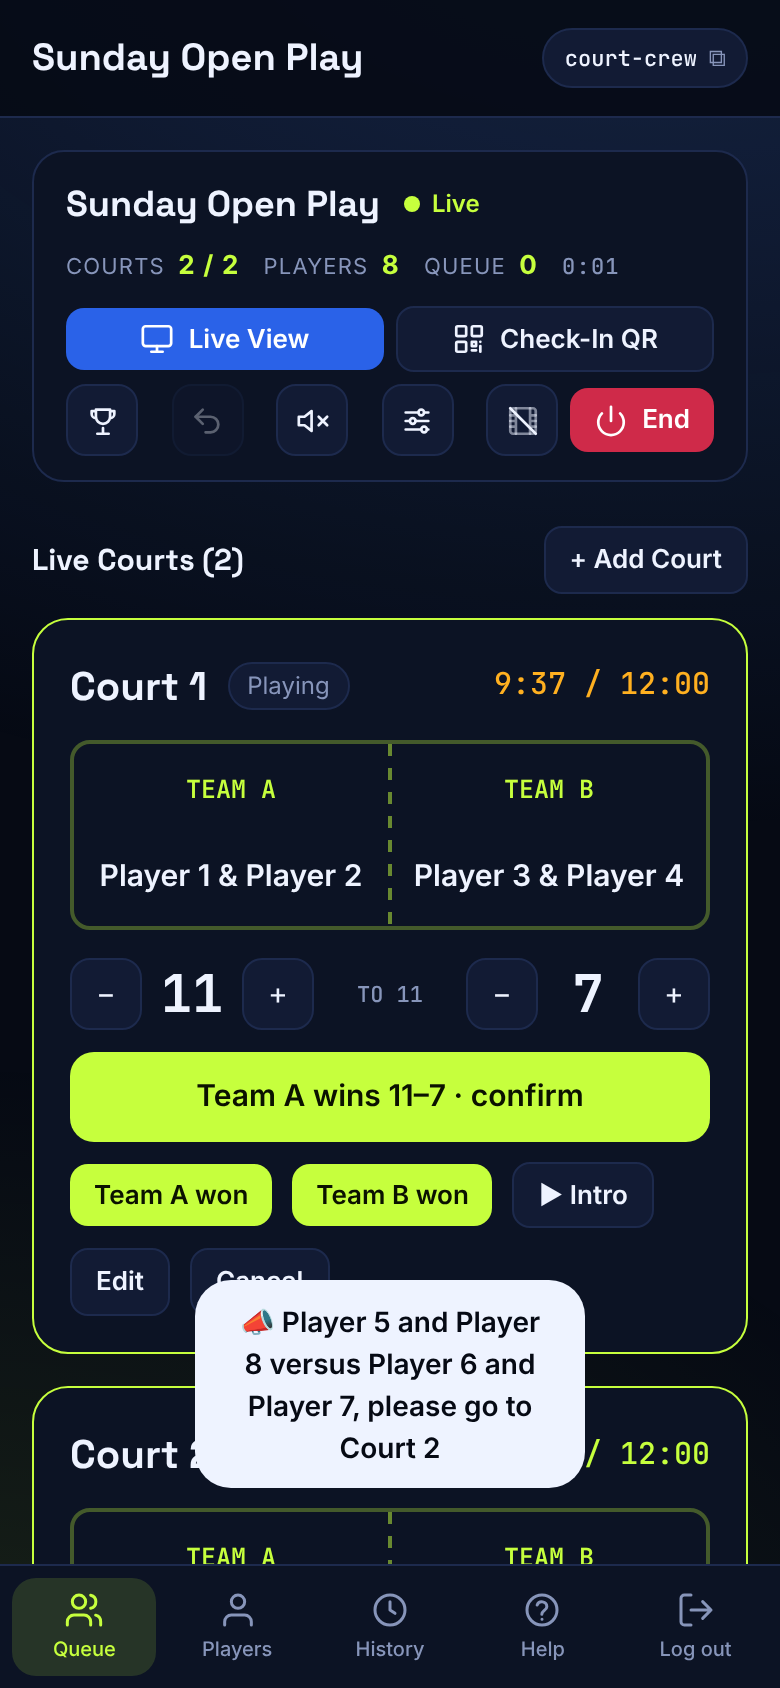 Sunday Open Play
court-crew
Sunday Open Play Live
COURTS 2 / 2 PLAYERS 8 QUEUE 0 0:01
Live View Check-In QR
End
Live Courts (2) + Add Court
Court 1 Playing 9:37 / 12:00
TEAM A TEAM B
Player 1 & Player 2 Player 3 & Player 4
− 11 + TO 11 − 7 +
Team A wins 11–7 · confirm
Team A won Team B won ▶ Intro
Edit Cancel
📣 Player 5 and Player
8 versus Player 6 and
Player 7, please go to
Court 2
Court 2 / 12:00
TEAM A TEAM B
Queue Players History Help Log out